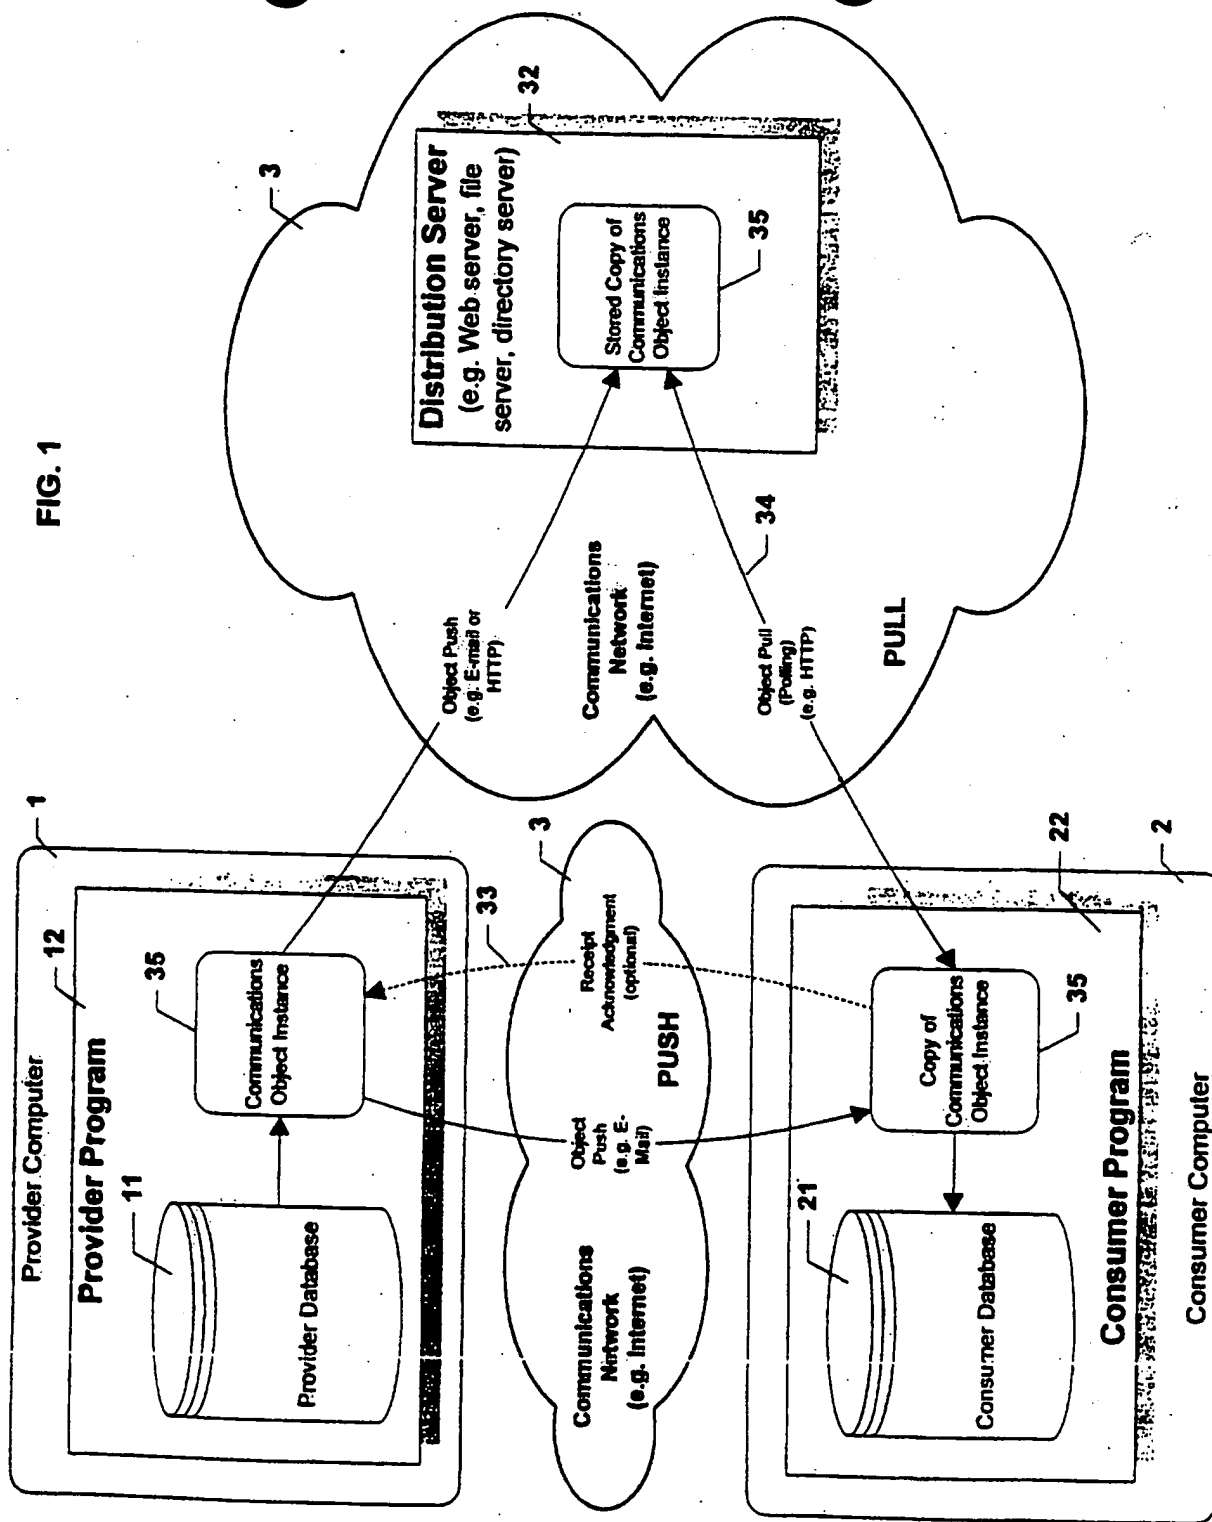 FIG. 1
Provider Computer
1
Provider Program
12
11
Provider Database
35
Communications
Object Instance
Object Push
(e.g. E-mail or
HTTP)
3
Distribution Server
(e.g. Web server, file
server, directory server)
32
Stored Copy of
Communications
Object Instance
35
Communications
Network
(e.g. Internet)
Object Pull
(Polling)
(e.g. HTTP)
34
PULL
Communications
Network
(e.g. Internet)
Object
Push
(e.g. E-
Mail)
PUSH
Receipt
Acknowledgment
(optional)
33
3
21
Consumer Database
Copy of
Communications
Object Instance
35
22
Consumer Program
2
Consumer Computer